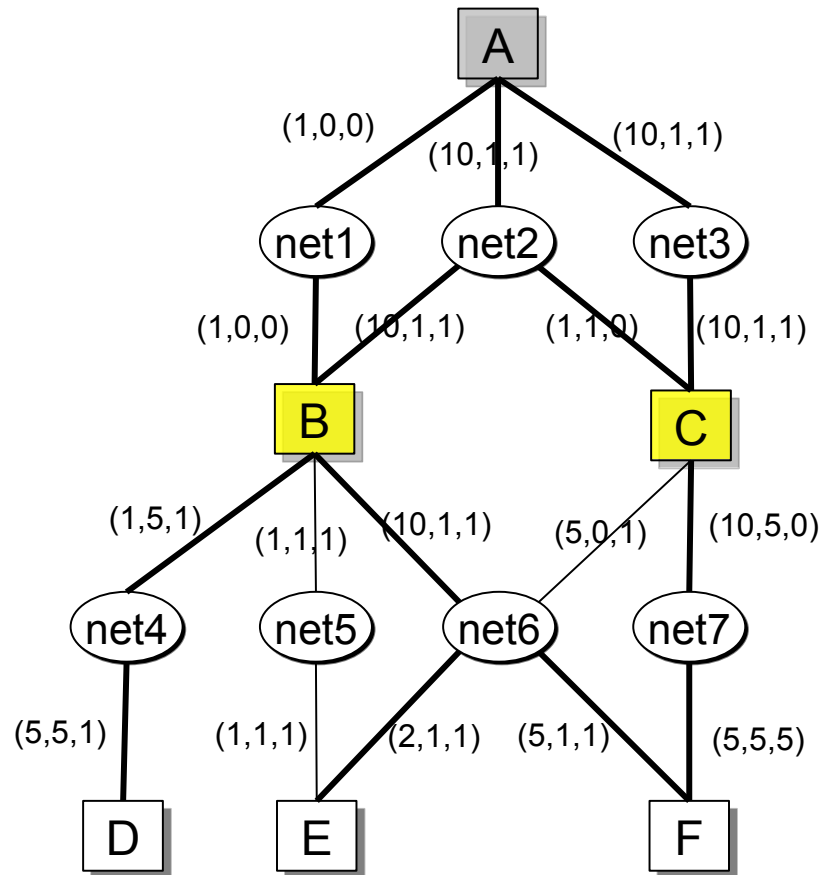 A
(1,0,0)
(10,1,1)
(10,1,1)
net1
net2
net3
(1,0,0)
(10,1,1)
(1,1,0)
(10,1,1)
B
C
(1,5,1)
(1,1,1)
(10,1,1)
(5,0,1)
(10,5,0)
net4
net5
net6
net7
(5,5,1)
(1,1,1)
(2,1,1)
(5,1,1)
(5,5,5)
D
E
F